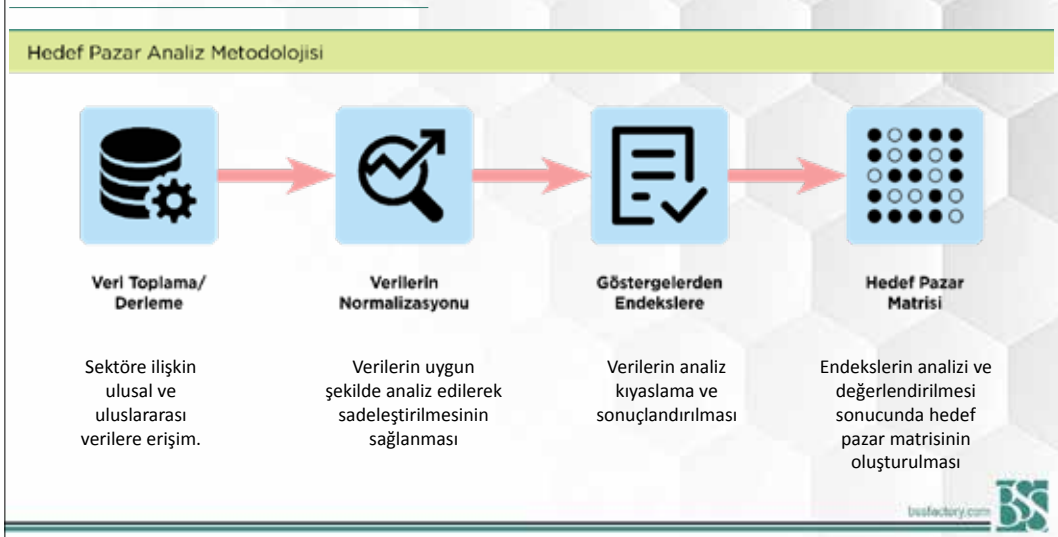 Hedef Pazar Analiz Metodolojisi
Veri Toplama/
Derleme
Verilerin
Normalizasyonu
Göstergelerden
Endekslere
Hedef Pazar
Matrisi
Sektöre ilişkin
ulusal ve
uluslararası
verilere erişim.
Verilerin uygun
şekilde analiz edilerek
sadeleştirilmesinin
sağlanması
Verilerin analiz
kıyaslama ve
sonuçlandırılması
Endekslerin analizi ve
değerlendirilmesi
sonucunda hedef
pazar matrisinin
oluşturulması
bssfactory.com
BSS